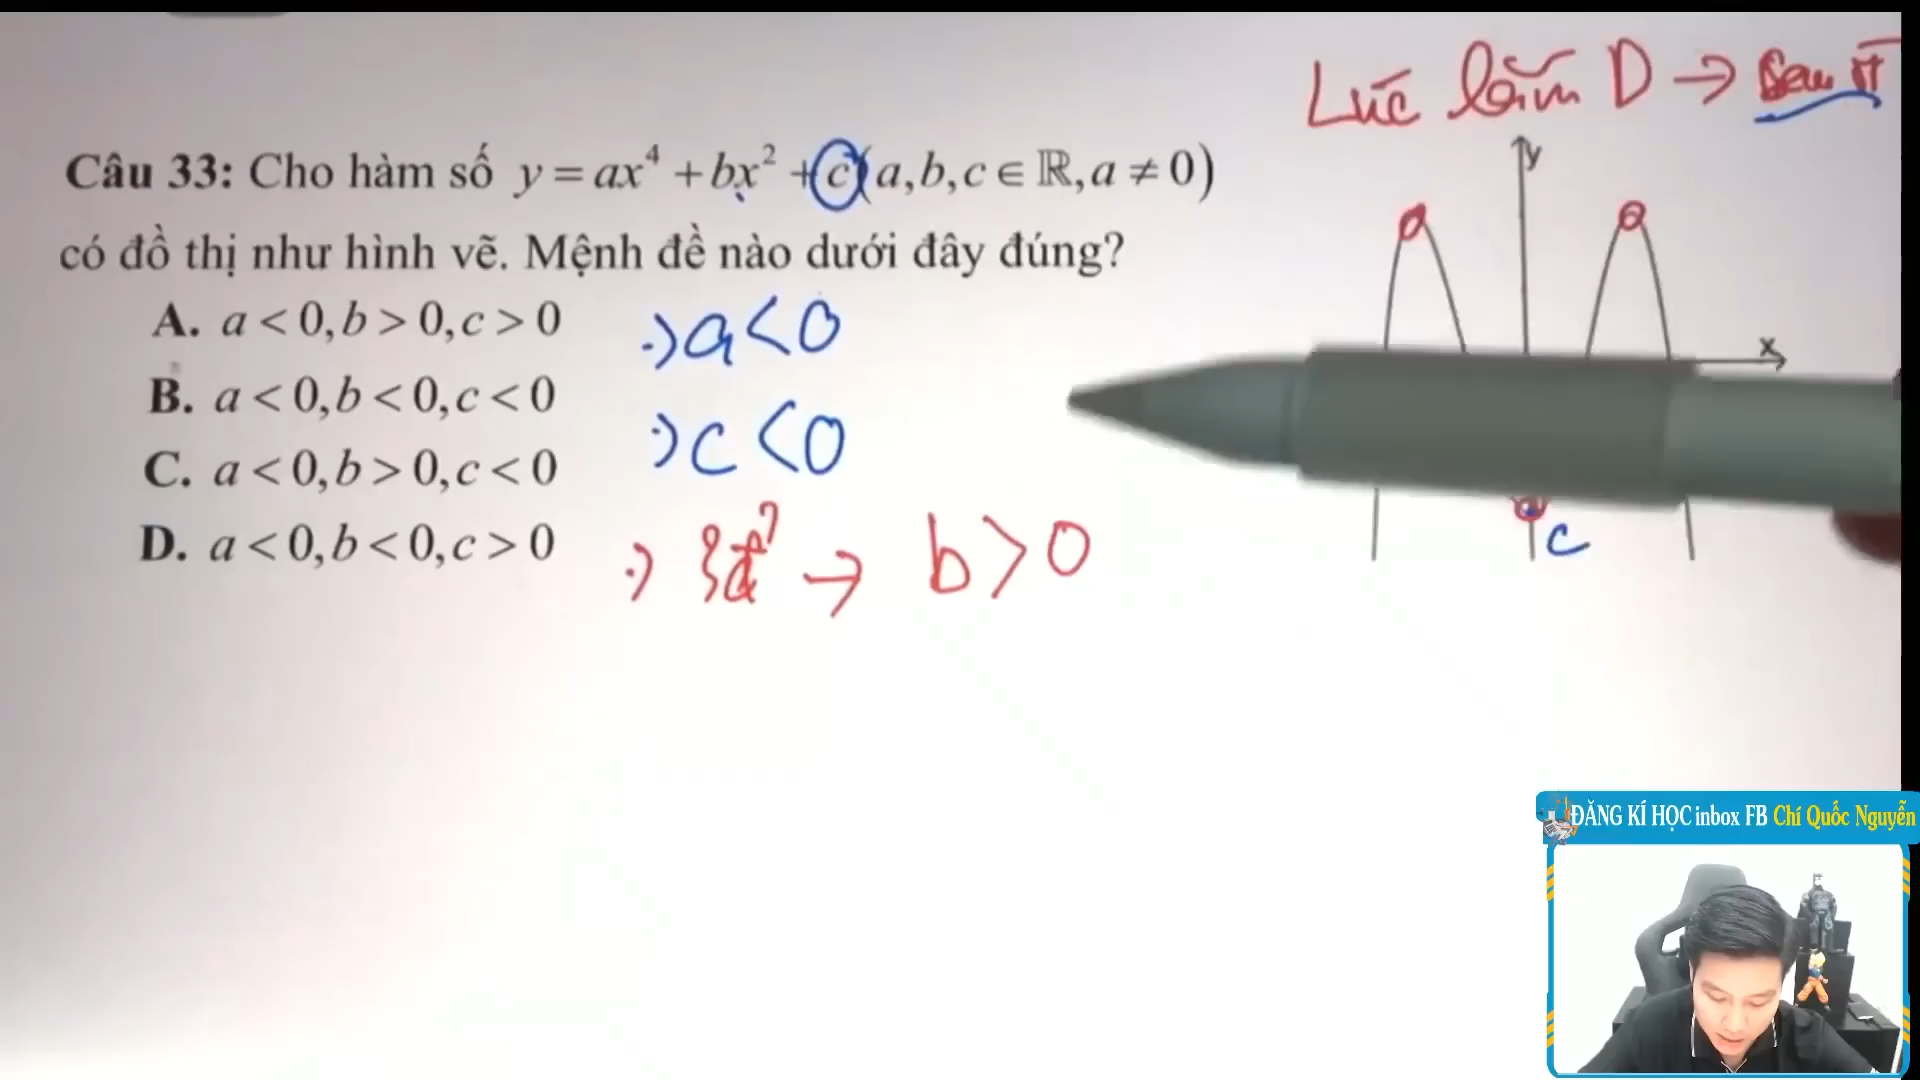 Lúc lắm D →
Câu 33: Cho hàm số y = ax⁴ + bx² + c (a, b, c ∈ ℝ, a ≠ 0)
có đồ thị như hình vẽ. Mệnh đề nào dưới đây đúng?
A. a < 0, b > 0, c > 0
B. a < 0, b < 0, c < 0
C. a < 0, b > 0, c < 0
D. a < 0, b < 0, c > 0
·) a < 0
·) c < 0
·) → b > 0
y
x
c
ĐĂNG KÍ HỌC inbox FB Chí Quốc Nguyễn